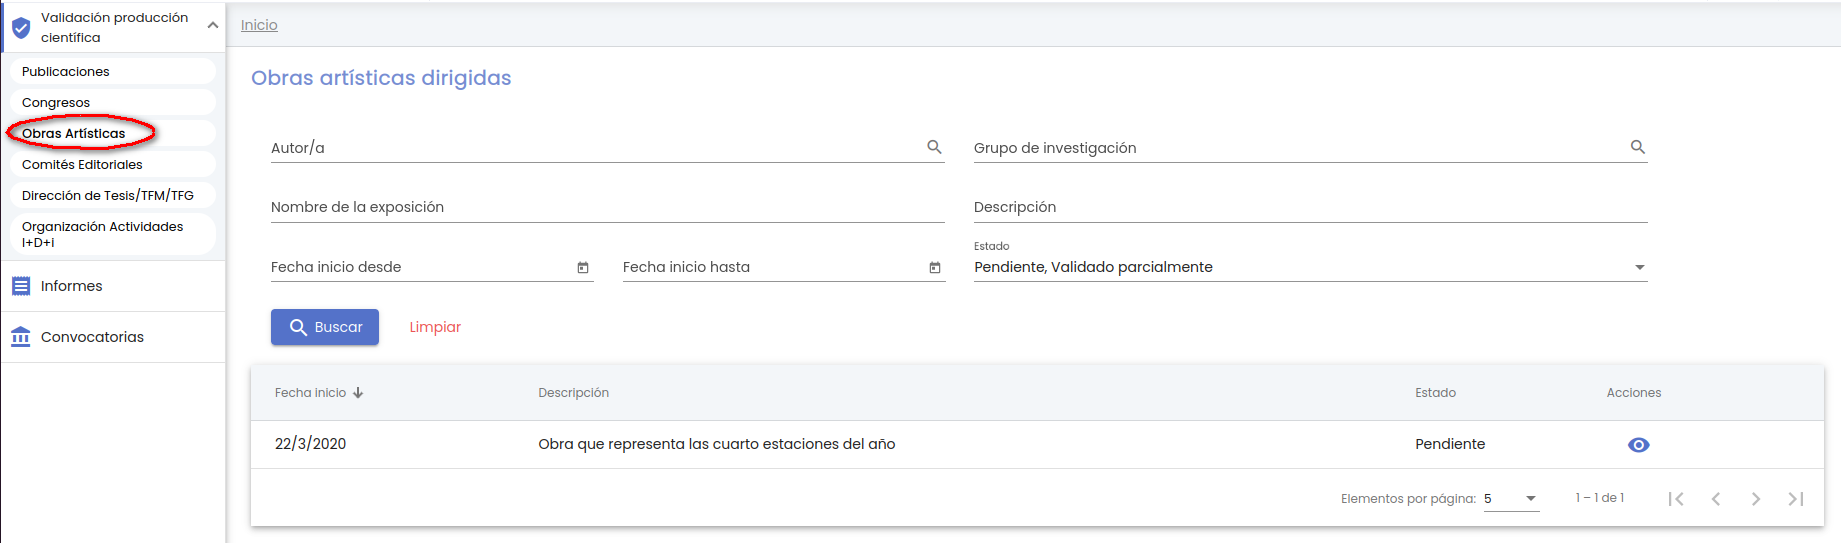 Validación producción
científica
Publicaciones
Congresos
Obras Artísticas
Comités Editoriales
Dirección de Tesis/TFM/TFG
Organización Actividades
I+D+i
Informes
Convocatorias
Inicio
Obras artísticas dirigidas
Autor/a
Grupo de investigación
Nombre de la exposición
Descripción
Fecha inicio desde
Fecha inicio hasta
Estado
Pendiente, Validado parcialmente
Buscar
Limpiar
Fecha inicio Descripción Estado Acciones
22/3/2020 Obra que representa las cuarto estaciones del año Pendiente
Elementos por página: 5 1 – 1 de 1